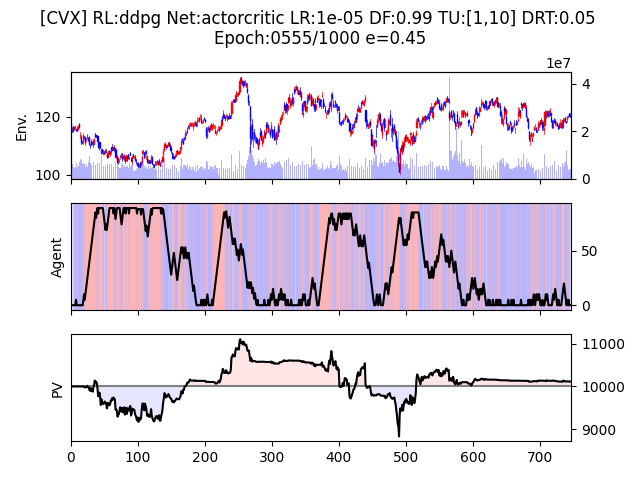 [CVX] RL:ddpg Net:actorcritic LR:1e-05 DF:0.99 TU:[1,10] DRT:0.05
Epoch:0555/1000 e=0.45
1e7
Env.
120
100
4
2
0
Agent
50
0
PV
11000
10000
9000
0 100 200 300 400 500 600 700